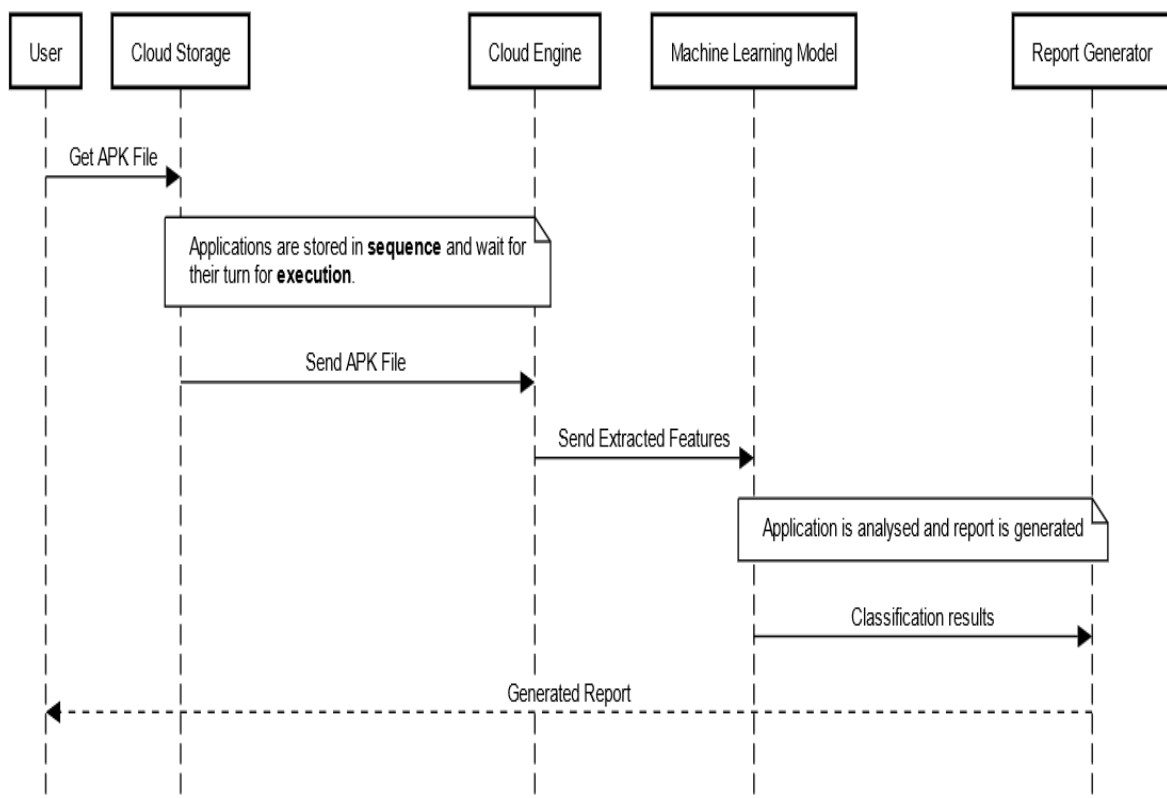 User
Cloud Storage
Cloud Engine
Machine Learning Model
Report Generator
Get APK File
Applications are stored in sequence and wait for
their turn for execution.
Send APK File
Send Extracted Features
Application is analysed and report is generated
Classification results
Generated Report